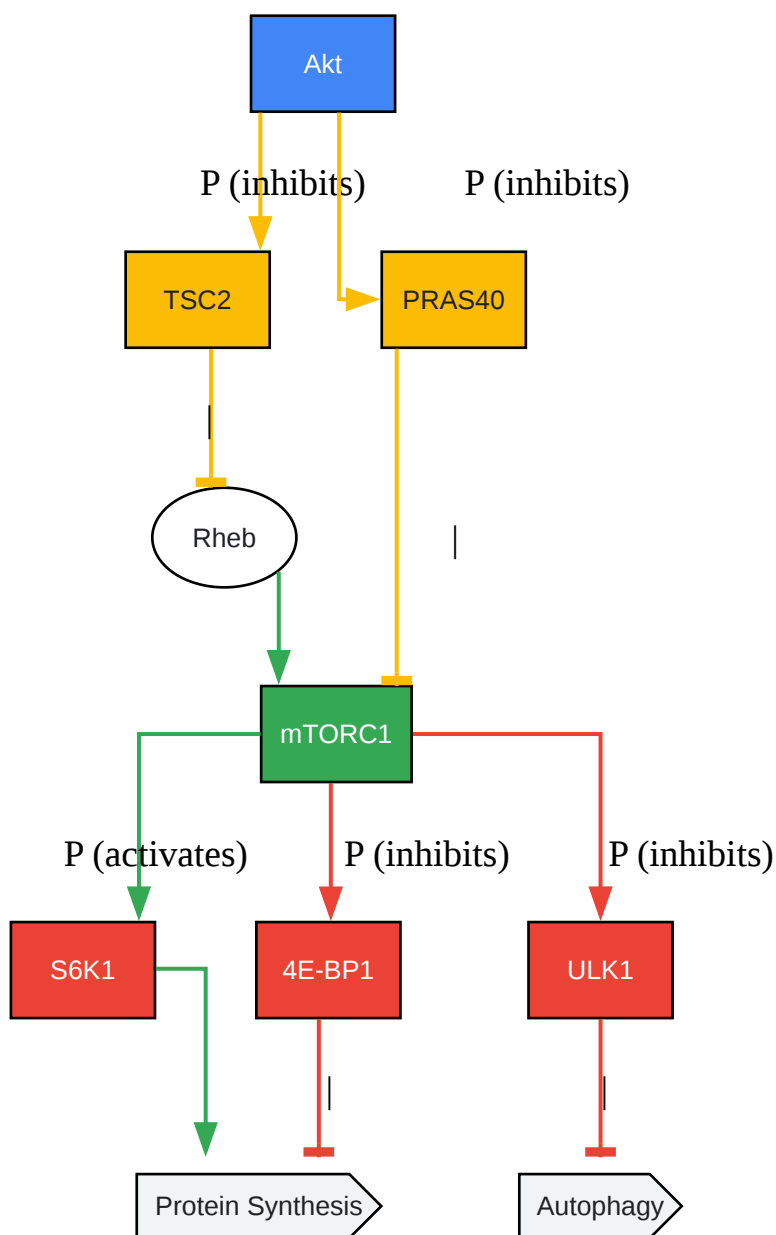 Akt
P (inhibits)
P (inhibits)
TSC2
PRAS40
|
Rheb
|
mTORC1
P (activates)
P (inhibits)
P (inhibits)
S6K1
4E-BP1
ULK1
|
|
Protein Synthesis
Autophagy